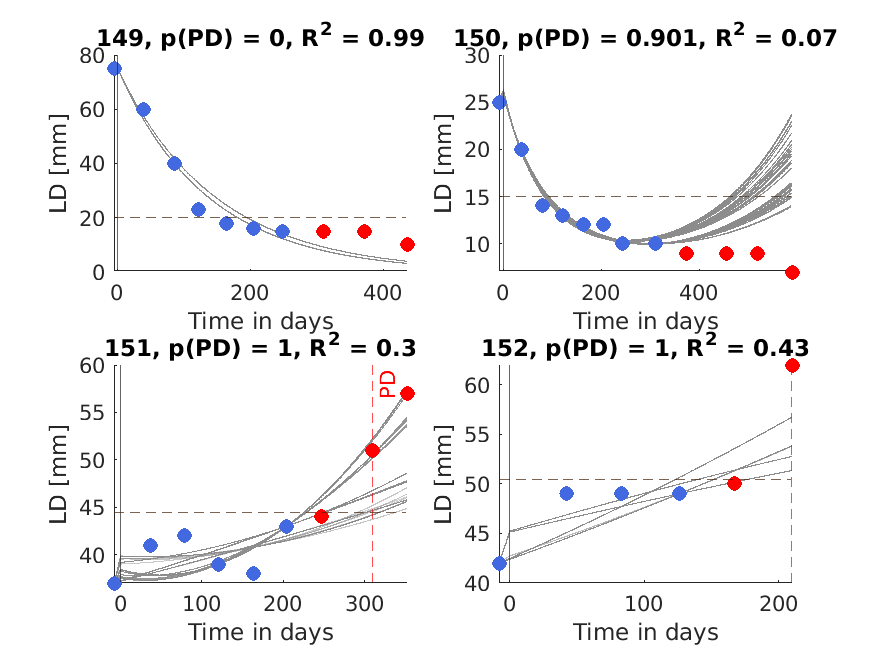 149, p(PD) = 0, R² = 0.99
80
60
40
20
0
LD [mm]
0
200
400
Time in days
150, p(PD) = 0.901, R² = 0.07
30
25
20
15
10
LD [mm]
0
200
400
Time in days
151, p(PD) = 1, R² = 0.3
60
55
50
45
40
LD [mm]
PD
0
100
200
300
Time in days
152, p(PD) = 1, R² = 0.43
60
55
50
45
40
LD [mm]
0
100
200
Time in days